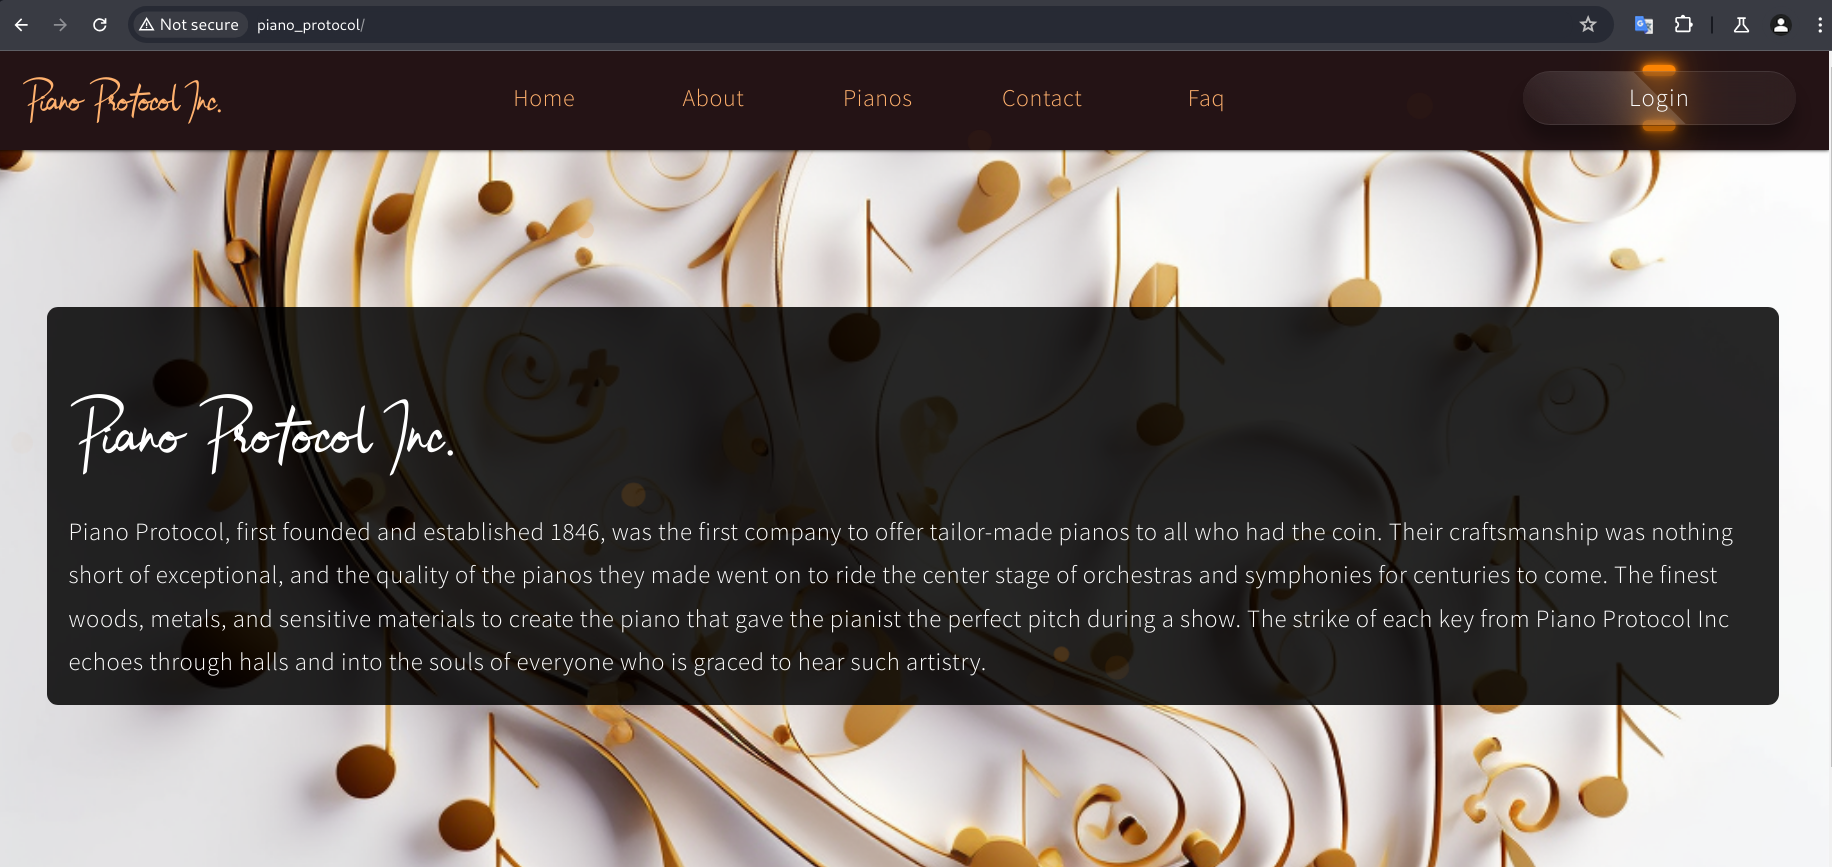 Not secure piano_protocol/
Piano Protocol Inc. Home About Pianos Contact Faq Login
Piano Protocol Inc.
Piano Protocol, first founded and established 1846, was the first company to offer tailor-made pianos to all who had the coin. Their craftsmanship was nothing
short of exceptional, and the quality of the pianos they made went on to ride the center stage of orchestras and symphonies for centuries to come. The finest
woods, metals, and sensitive materials to create the piano that gave the pianist the perfect pitch during a show. The strike of each key from Piano Protocol Inc
echoes through halls and into the souls of everyone who is graced to hear such artistry.